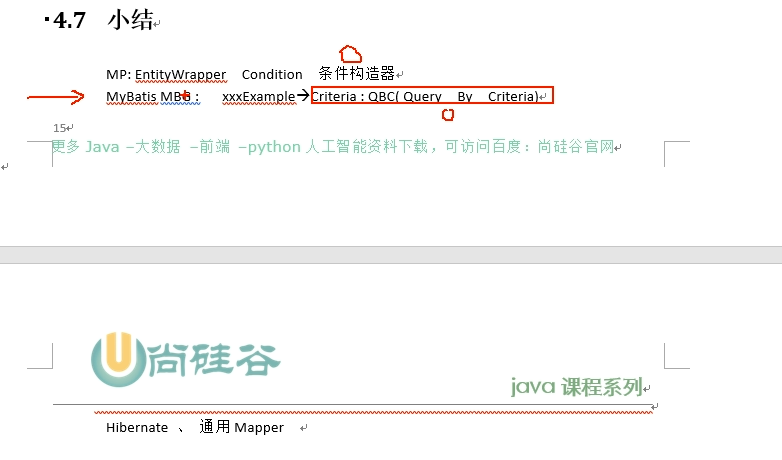 4.7 小结
MP: EntityWrapper Condition 条件构造器
MyBatis MBG : xxxExample→Criteria : QBC( Query By Criteria)
15
更多 Java –大数据 –前端 –python 人工智能资料下载，可访问百度：尚硅谷官网
尚硅谷
java 课程系列
Hibernate 、 通用 Mapper